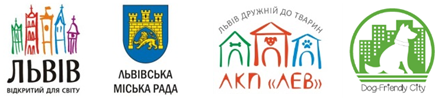 ЛЬВІВ
ВІДКРИТИЙ ДЛЯ СВІТУ
ЛЬВІВСЬКА
МІСЬКА РАДА
ЛЬВІВ ДРУЖНІЙ ДО ТВАРИН
ЛКП «ЛЕВ»
Dog-Friendly City